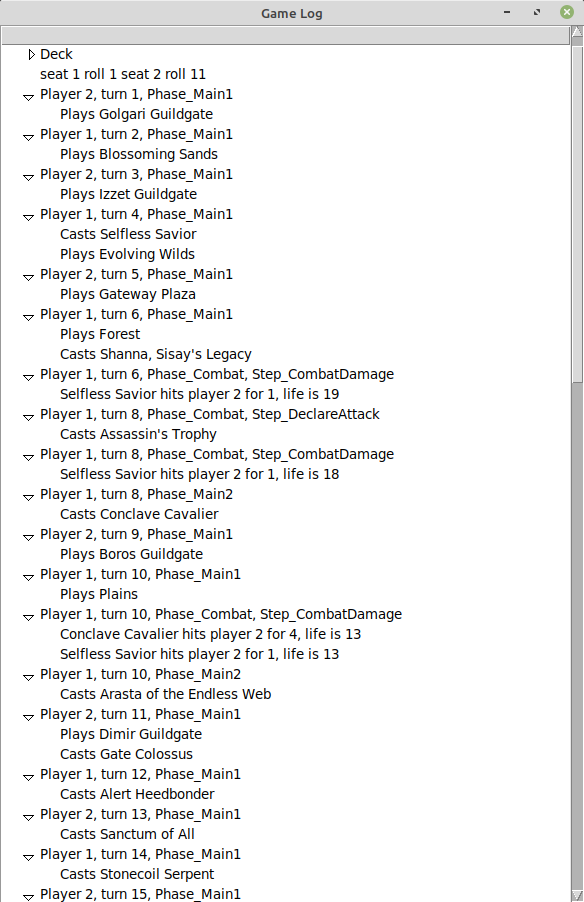 Game Log
Deck
seat 1 roll 1 seat 2 roll 11
Player 2, turn 1, Phase_Main1
Plays Golgari Guildgate
Player 1, turn 2, Phase_Main1
Plays Blossoming Sands
Player 2, turn 3, Phase_Main1
Plays Izzet Guildgate
Player 1, turn 4, Phase_Main1
Casts Selfless Savior
Plays Evolving Wilds
Player 2, turn 5, Phase_Main1
Plays Gateway Plaza
Player 1, turn 6, Phase_Main1
Plays Forest
Casts Shanna, Sisay's Legacy
Player 1, turn 6, Phase_Combat, Step_CombatDamage
Selfless Savior hits player 2 for 1, life is 19
Player 1, turn 8, Phase_Combat, Step_DeclareAttack
Casts Assassin's Trophy
Player 1, turn 8, Phase_Combat, Step_CombatDamage
Selfless Savior hits player 2 for 1, life is 18
Player 1, turn 8, Phase_Main2
Casts Conclave Cavalier
Player 2, turn 9, Phase_Main1
Plays Boros Guildgate
Player 1, turn 10, Phase_Main1
Plays Plains
Player 1, turn 10, Phase_Combat, Step_CombatDamage
Conclave Cavalier hits player 2 for 4, life is 13
Selfless Savior hits player 2 for 1, life is 13
Player 1, turn 10, Phase_Main2
Casts Arasta of the Endless Web
Player 2, turn 11, Phase_Main1
Plays Dimir Guildgate
Casts Gate Colossus
Player 1, turn 12, Phase_Main1
Casts Alert Heedbonder
Player 2, turn 13, Phase_Main1
Casts Sanctum of All
Player 1, turn 14, Phase_Main1
Casts Stonecoil Serpent
Player 2, turn 15, Phase_Main1